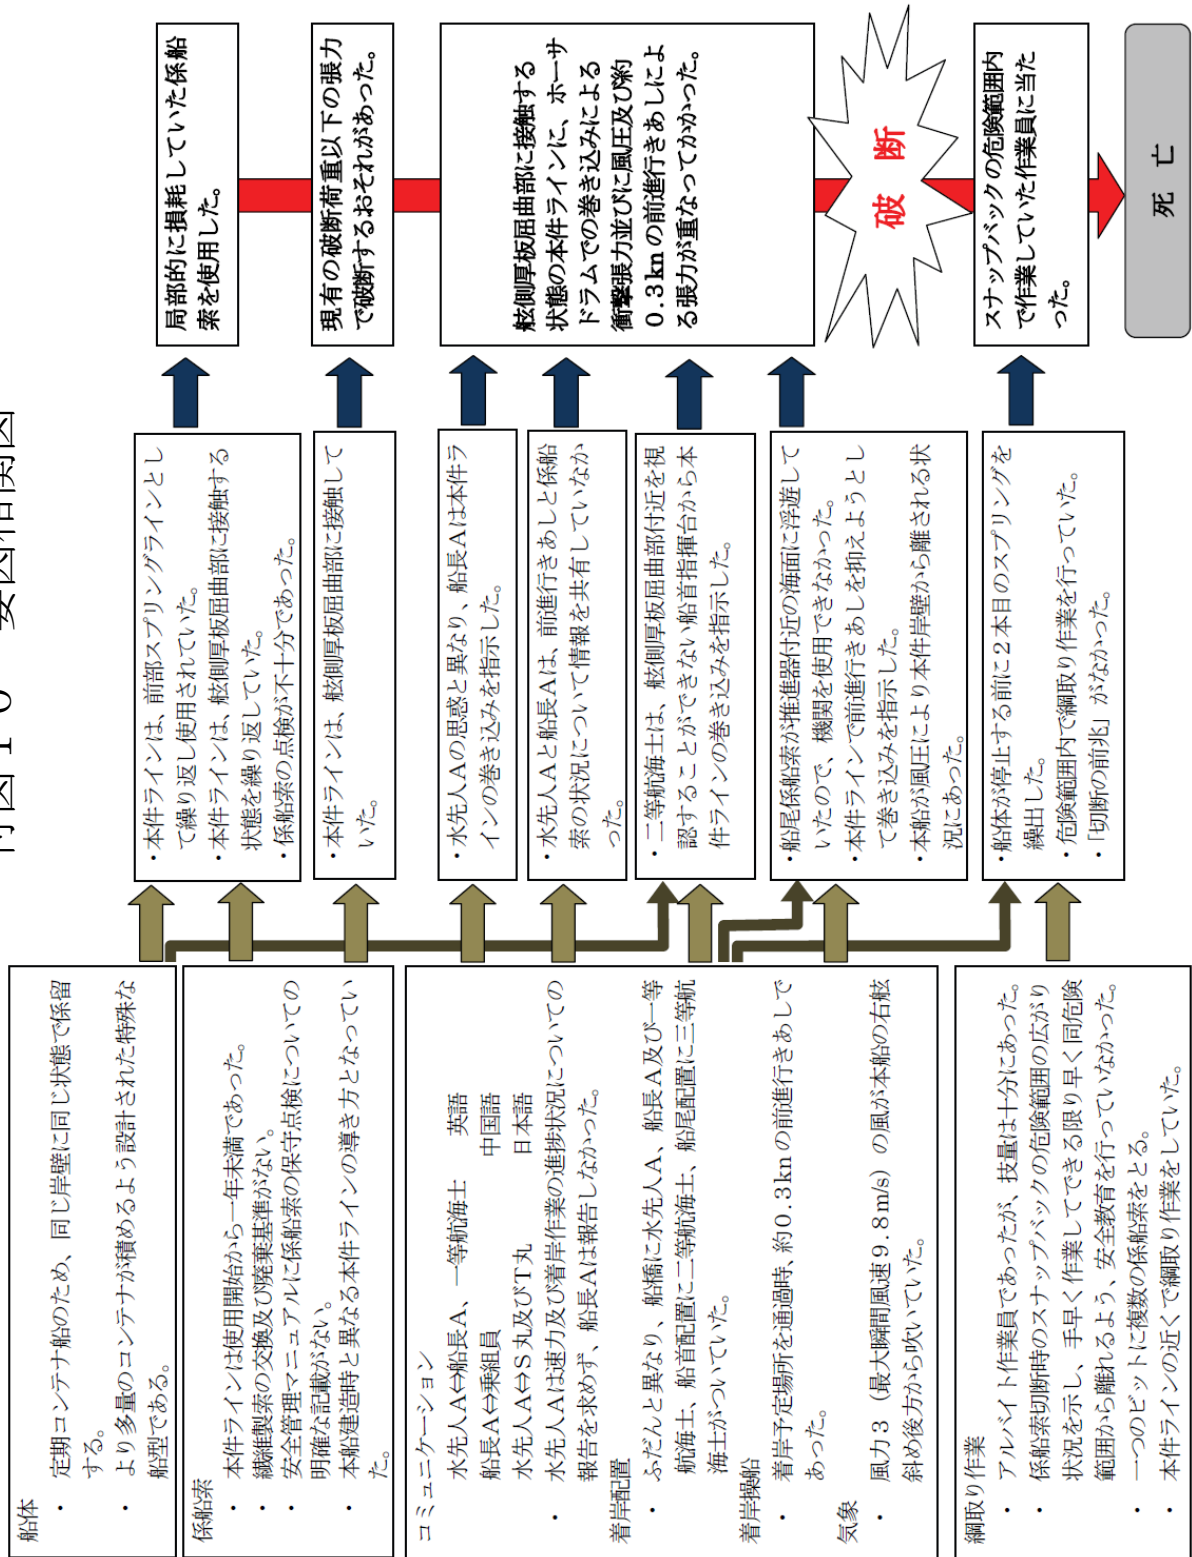 付図10 要因相関図
船体
・ 定期コンテナ船のため、同じ岸壁に同じ状態で係留
する。
・ より多量のコンテナが積めるよう設計された特殊な
船型である。
係船索
・ 本件ラインは使用開始から一年未満であった。
・ 繊維製索の交換及び廃棄基準がない。
・ 安全管理マニュアルに係船索の保守点検についての
明確な記載がない。
・ 本船建造時と異なる本件ラインの導き方となってい
た。
コミュニケーション
水先人A⇔船長A、一等航海士 英語
船長A⇔乗組員 中国語
水先人A⇔S丸及びT丸 日本語
・ 水先人Aは速力及び着岸作業の進捗状況についての
報告を求めず、船長Aは報告しなかった。
着岸配置
・ ふだんと異なり、船橋に水先人A、船長A及び一等
航海士、船首配置に二等航海士、船尾配置に三等航
海士がついていた。
着岸操船
・ 着岸予定場所を通過時、約0.3knの前進行きあしで
あった。
気象
・ 風力3（最大瞬間風速9.8m/s）の風が本船の右舷
斜め後方から吹いていた。
綱取り作業
・ アルバイト作業員であったが、技量は十分にあった。
・ 係船索切断時のスナップバックの危険範囲の広がり
状況を示し、手早く作業してできる限り早く同危険
範囲から離れるよう、安全教育を行っていなかった。
・ 一つのビットに複数の係船索をとる。
・ 本件ラインの近くで綱取り作業をしていた。
・本件ラインは、前部スプリングラインとし
て繰り返し使用されていた。
・本件ラインは、舷側厚板屈曲部に接触する
状態を繰り返していた。
・係船索の点検が不十分であった。
・本件ラインは、舷側厚板屈曲部に接触して
いた。
・水先人Aの思惑と異なり、船長Aは本件ラ
インの巻き込みを指示した。
・水先人Aと船長Aは、前進行きあしと係船
索の状況について情報を共有していなか
った。
・二等航海士は、舷側厚板屈曲部付近を視
認することができない船首指揮台から本
件ラインの巻き込みを指示した。
・船尾係船索が推進器付近の海面に浮遊して
いたので、機関を使用できなかった。
・本件ラインで前進行きあしを抑えようとし
て巻き込みを指示した。
・本船が風圧により本件岸壁から離される状
況にあった。
・船体が停止する前に2本目のスプリングを
繰出した。
・危険範囲内で綱取り作業を行っていた。
・「切断の前兆」がなかった。
局部的に損耗していた係船
索を使用した。
現有の破断荷重以下の張力
で破断するおそれがあった。
舷側厚板屈曲部に接触する
状態の本件ラインに、ホーサ
ドラムでの巻き込みによる
衝撃張力並びに風圧及び約
0.3knの前進行きあしによ
る張力が重なってかかった。
破 断
スナップバックの危険範囲内
で作業していた作業員に当た
った。
死 亡